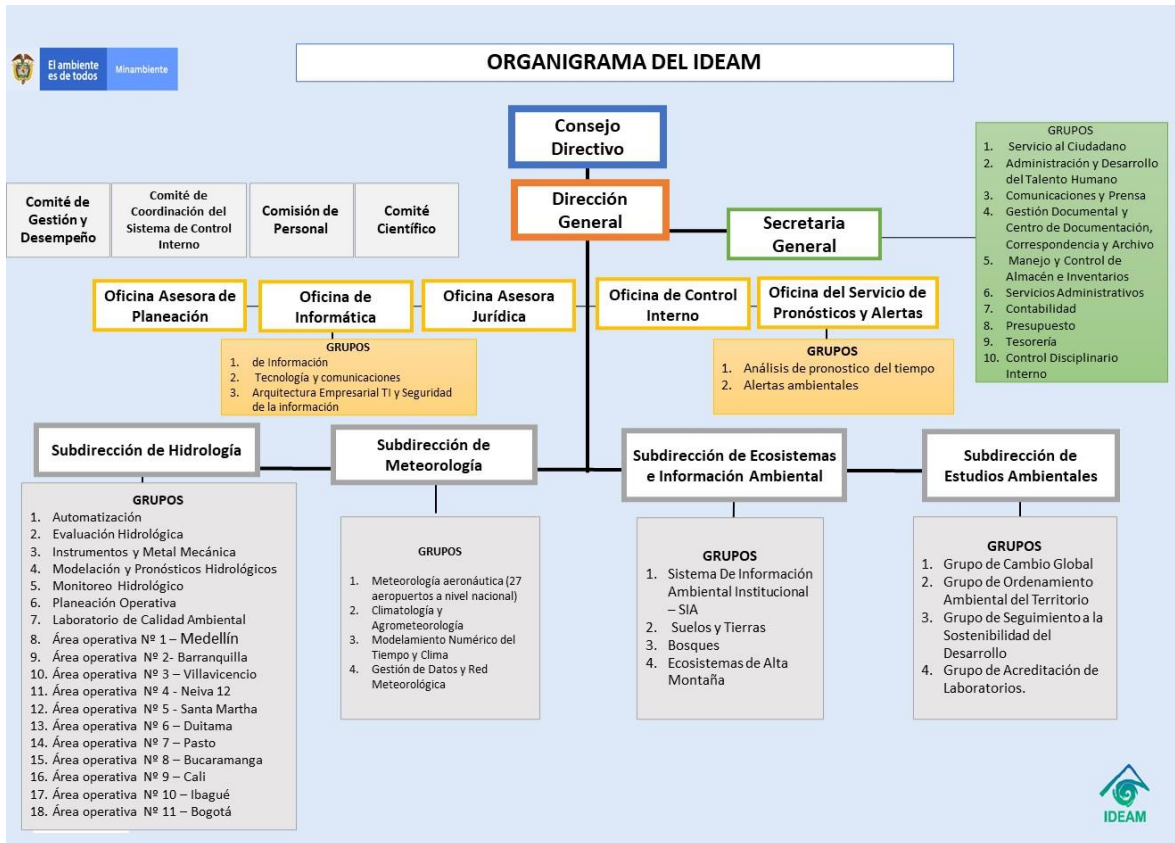 El ambiente
es de todos
Minambiente
ORGANIGRAMA DEL IDEAM
Consejo
Directivo
Dirección
General
Secretaria
General
GRUPOS
1. Servicio al Ciudadano
2. Administración y Desarrollo
del Talento Humano
3. Comunicaciones y Prensa
4. Gestión Documental y
Centro de Documentación,
Correspondencia y Archivo
5. Manejo y Control de
Almacén e Inventarios
6. Servicios Administrativos
7. Contabilidad
8. Presupuesto
9. Tesorería
10. Control Disciplinario
Interno
Comité de
Gestión y
Desempeño
Comité de
Coordinación del
Sistema de Control
Interno
Comisión de
Personal
Comité
Científico
Oficina Asesora de
Planeación
Oficina de
Informática
Oficina Asesora
Jurídica
Oficina de Control
Interno
Oficina del Servicio de
Pronósticos y Alertas
GRUPOS
1. de Información
2. Tecnología y comunicaciones
3. Arquitectura Empresarial TI y Seguridad
de la información
GRUPOS
1. Análisis de pronostico del tiempo
2. Alertas ambientales
Subdirección de Hidrología
Subdirección de
Meteorología
Subdirección de Ecosistemas
e Información Ambiental
Subdirección de
Estudios Ambientales
GRUPOS
1. Automatización
2. Evaluación Hidrológica
3. Instrumentos y Metal Mecánica
4. Modelación y Pronósticos Hidrológicos
5. Monitoreo Hidrológico
6. Planeación Operativa
7. Laboratorio de Calidad Ambiental
8. Área operativa Nº 1 – Medellín
9. Área operativa Nº 2- Barranquilla
10. Área operativa Nº 3 – Villavicencio
11. Área operativa Nº 4 - Neiva 12
12. Área operativa Nº 5 - Santa Martha
13. Área operativa Nº 6 – Duitama
14. Área operativa Nº 7 – Pasto
15. Área operativa Nº 8 – Bucaramanga
16. Área operativa Nº 9 – Cali
17. Área operativa Nº 10 – Ibagué
18. Área operativa Nº 11 – Bogotá
GRUPOS
1. Meteorología aeronáutica (27
aeropuertos a nivel nacional)
2. Climatología y
Agrometeorología
3. Modelamiento Numérico del
Tiempo y Clima
4. Gestión de Datos y Red
Meteorológica
GRUPOS
1. Sistema De Información
Ambiental Institucional
– SIA
2. Suelos y Tierras
3. Bosques
4. Ecosistemas de Alta
Montaña
GRUPOS
1. Grupo de Cambio Global
2. Grupo de Ordenamiento
Ambiental del Territorio
3. Grupo de Seguimiento a la
Sostenibilidad del
Desarrollo
4. Grupo de Acreditación de
Laboratorios.
IDEAM